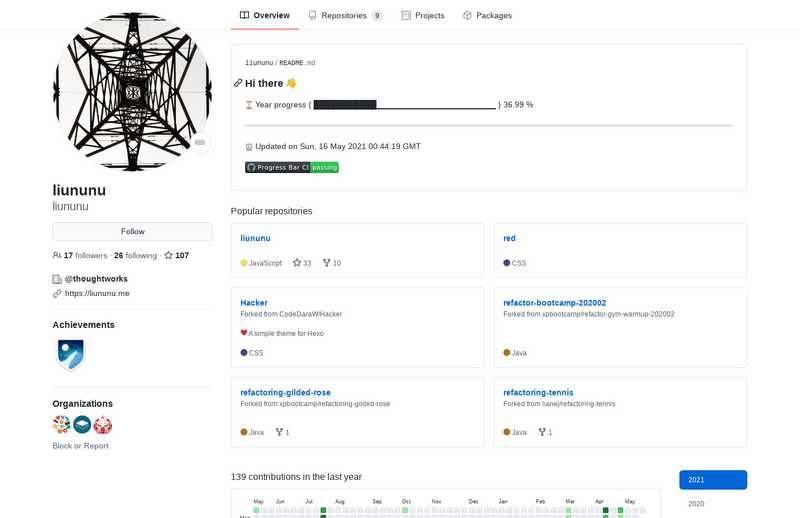 Overview
Repositories 9
Projects
Packages
liununu / README.md
Hi there 👋
⏳ Year progress { ███████████▁▁▁▁▁▁▁▁▁▁▁▁▁▁▁▁▁▁▁ } 36.99 %
⏰ Updated on Sun, 16 May 2021 00:44:19 GMT
Progress Bar CI passing
liununu
liununu
Follow
17 followers · 26 following · 107
@thoughtworks
https://liununu.me
Achievements
Organizations
Block or Report
Popular repositories
liununu
JavaScript 33 10
red
CSS
Hacker
Forked from CodeDaraW/Hacker
A simple theme for Hexo
CSS
refactor-bootcamp-202002
Forked from xpbootcamp/refactor-gym-warmup-202002
Java
refactoring-gilded-rose
Forked from xpbootcamp/refactoring-gilded-rose
Java 1
refactoring-tennis
Forked from lianej/refactoring-tennis
Java 1
139 contributions in the last year
May Jun Jul Aug Sep Oct Nov Dec Jan Feb Mar Apr May
2021
2020